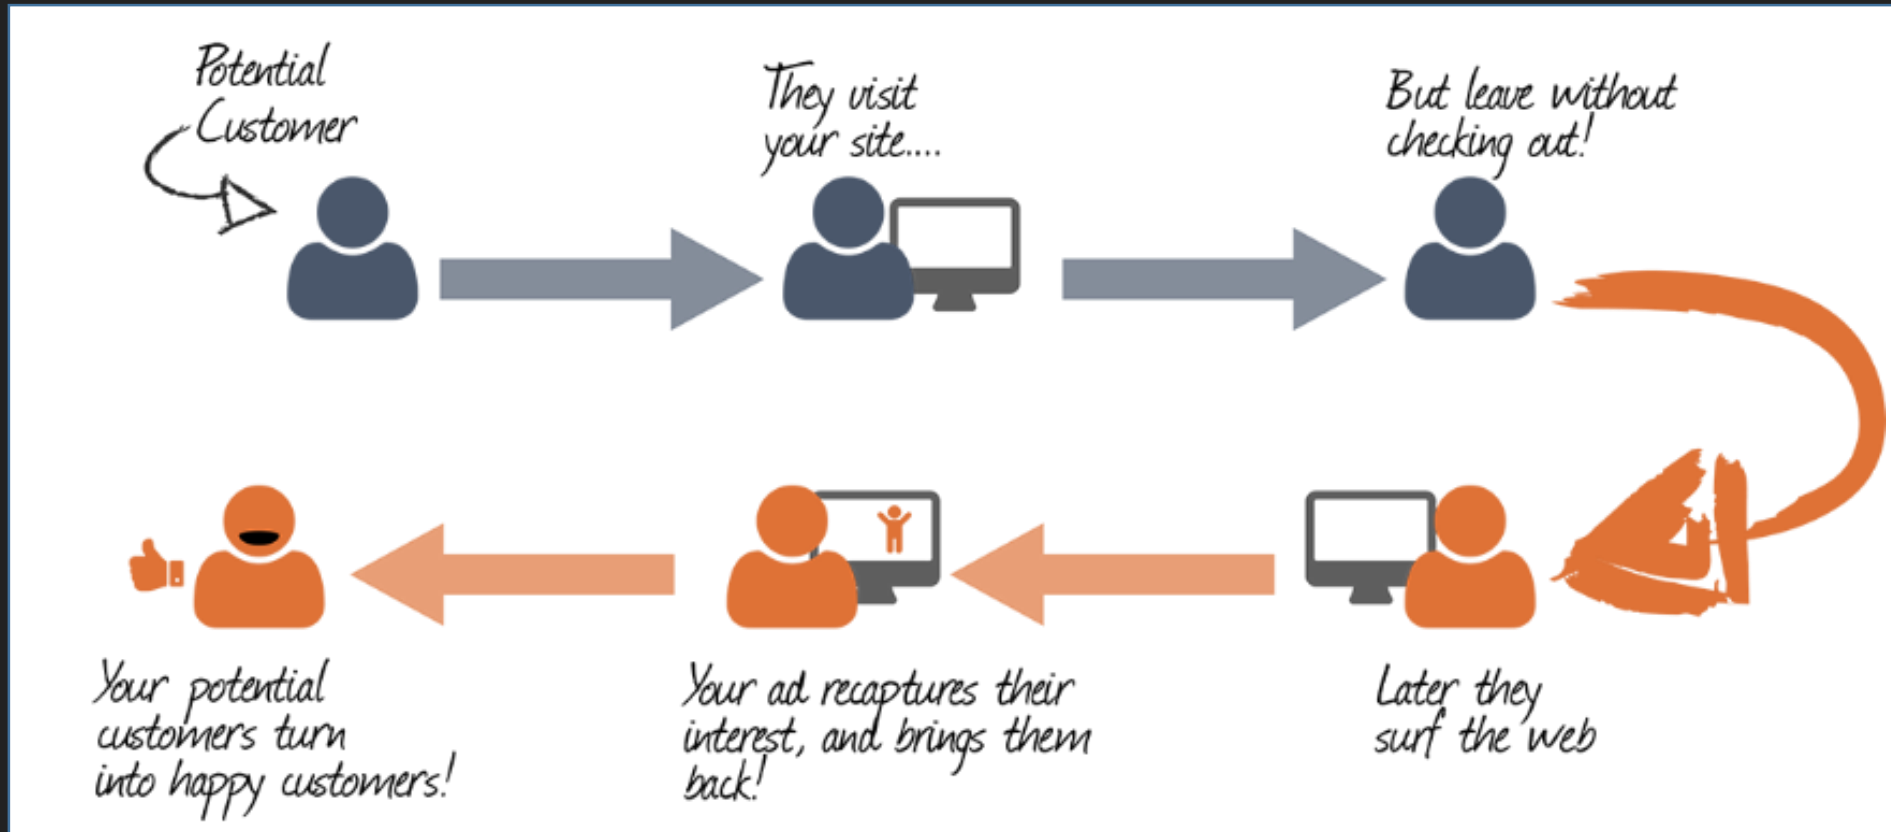 Potential
Customer
They visit
your site....
But leave without
checking out!
Later they
surf the web
Your ad recaptures their
interest, and brings them
back!
Your potential
customers turn
into happy customers!